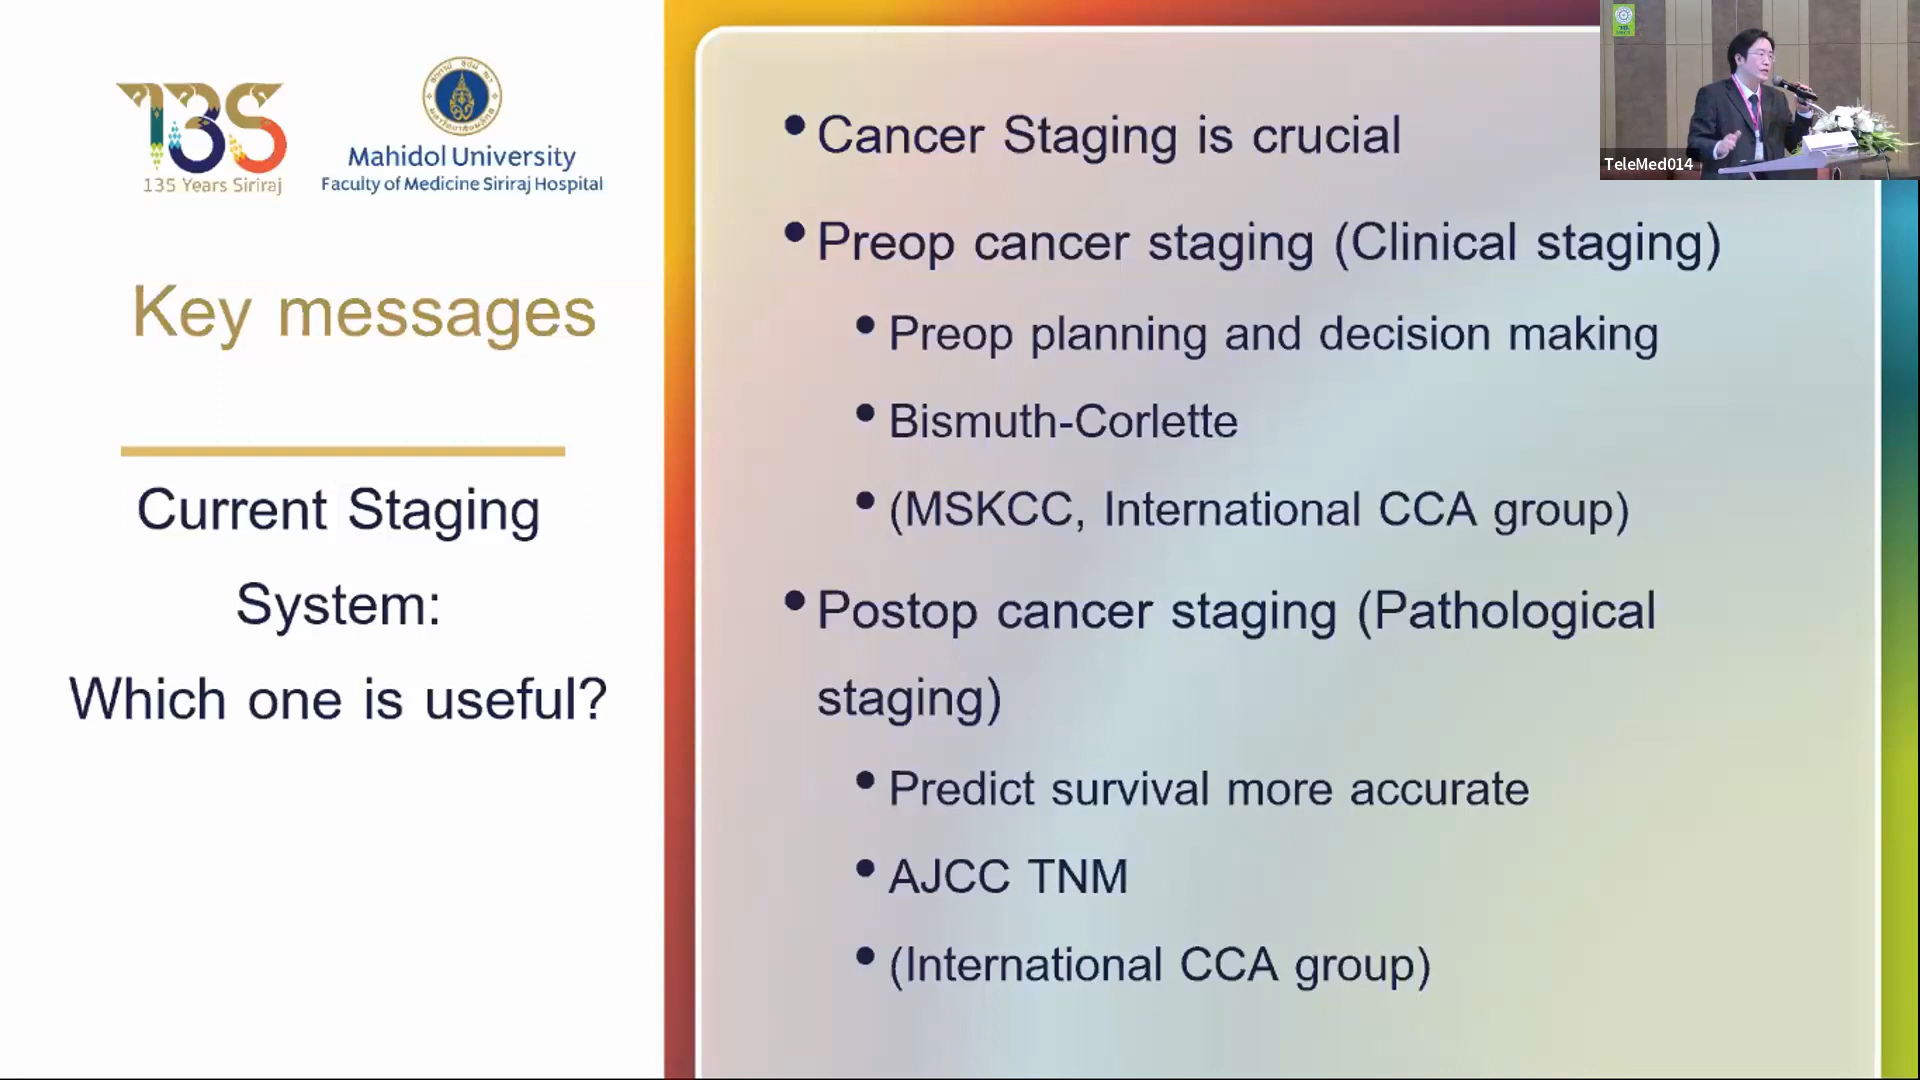 135
135 Years Siriraj
Mahidol University
Faculty of Medicine Siriraj Hospital
Key messages
Current Staging
System:
Which one is useful?
• Cancer Staging is crucial
• Preop cancer staging (Clinical staging)
• Preop planning and decision making
• Bismuth-Corlette
• (MSKCC, International CCA group)
• Postop cancer staging (Pathological
staging)
• Predict survival more accurate
• AJCC TNM
• (International CCA group)
TeleMed014